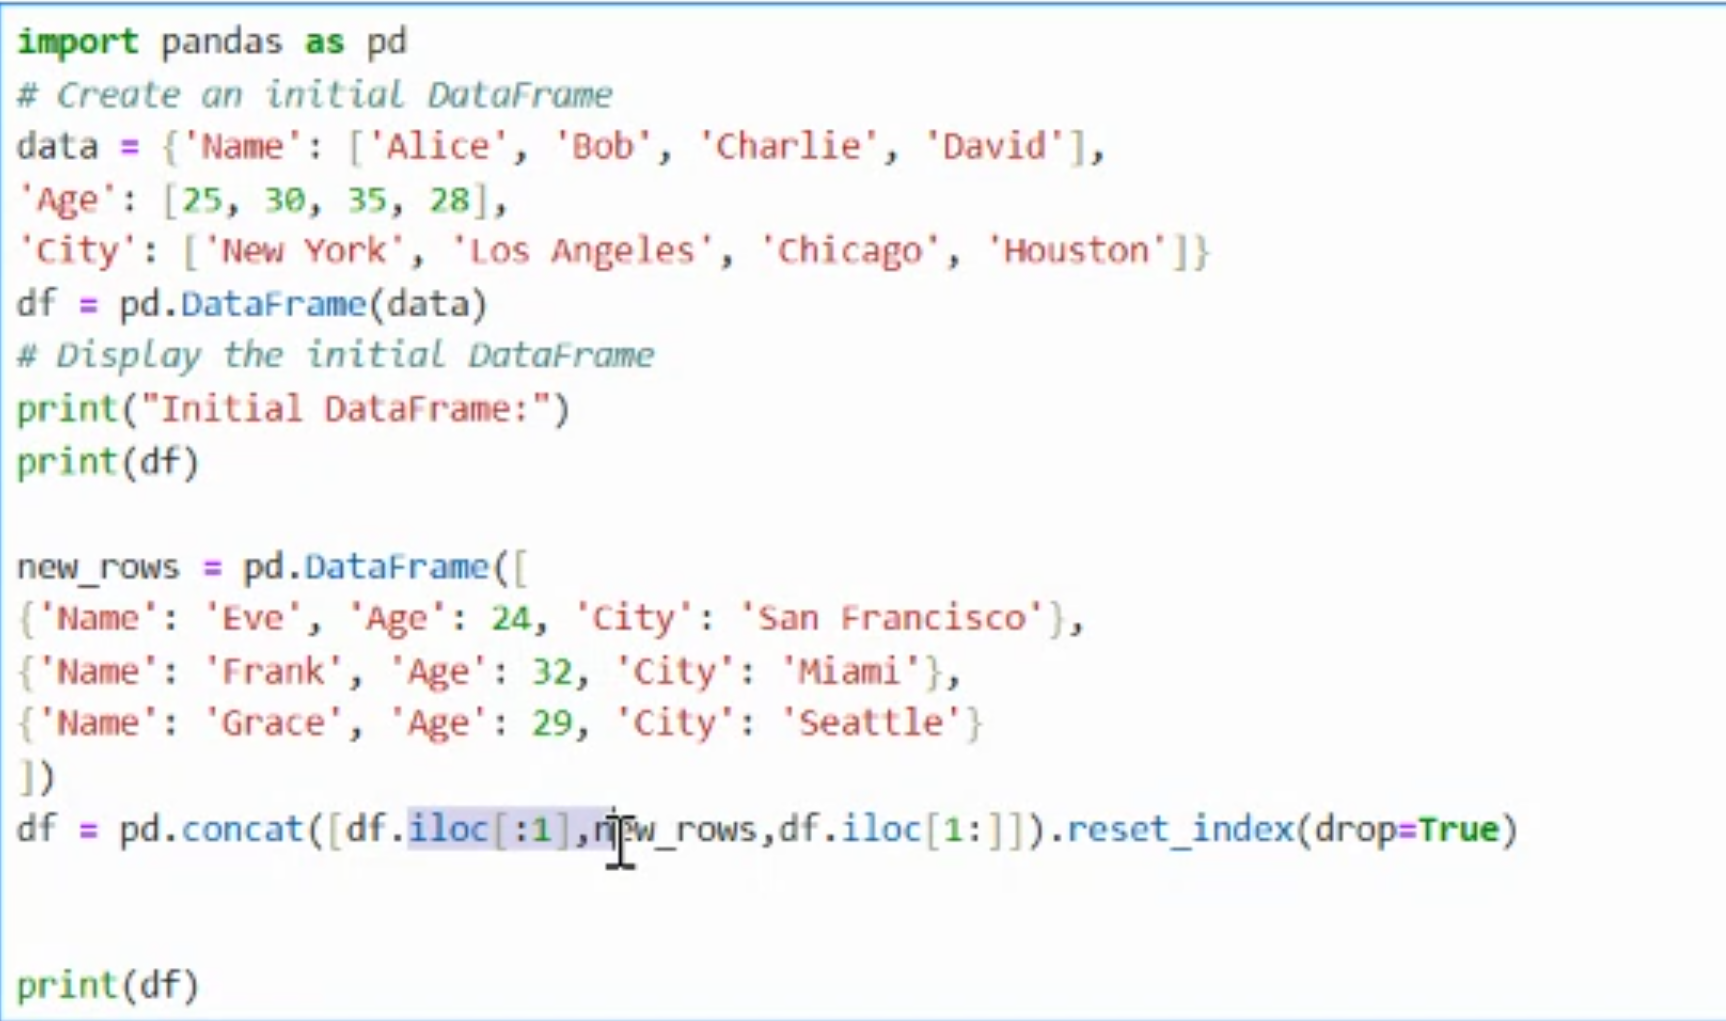 import pandas as pd
# Create an initial DataFrame
data = {'Name': ['Alice', 'Bob', 'Charlie', 'David'],
'Age': [25, 30, 35, 28],
'City': ['New York', 'Los Angeles', 'Chicago', 'Houston']}
df = pd.DataFrame(data)
# Display the initial DataFrame
print("Initial DataFrame:")
print(df)
new_rows = pd.DataFrame([
{'Name': 'Eve', 'Age': 24, 'City': 'San Francisco'},
{'Name': 'Frank', 'Age': 32, 'City': 'Miami'},
{'Name': 'Grace', 'Age': 29, 'City': 'Seattle'}
])
df = pd.concat([df.iloc[:1],new_rows,df.iloc[1:]]).reset_index(drop=True)
print(df)